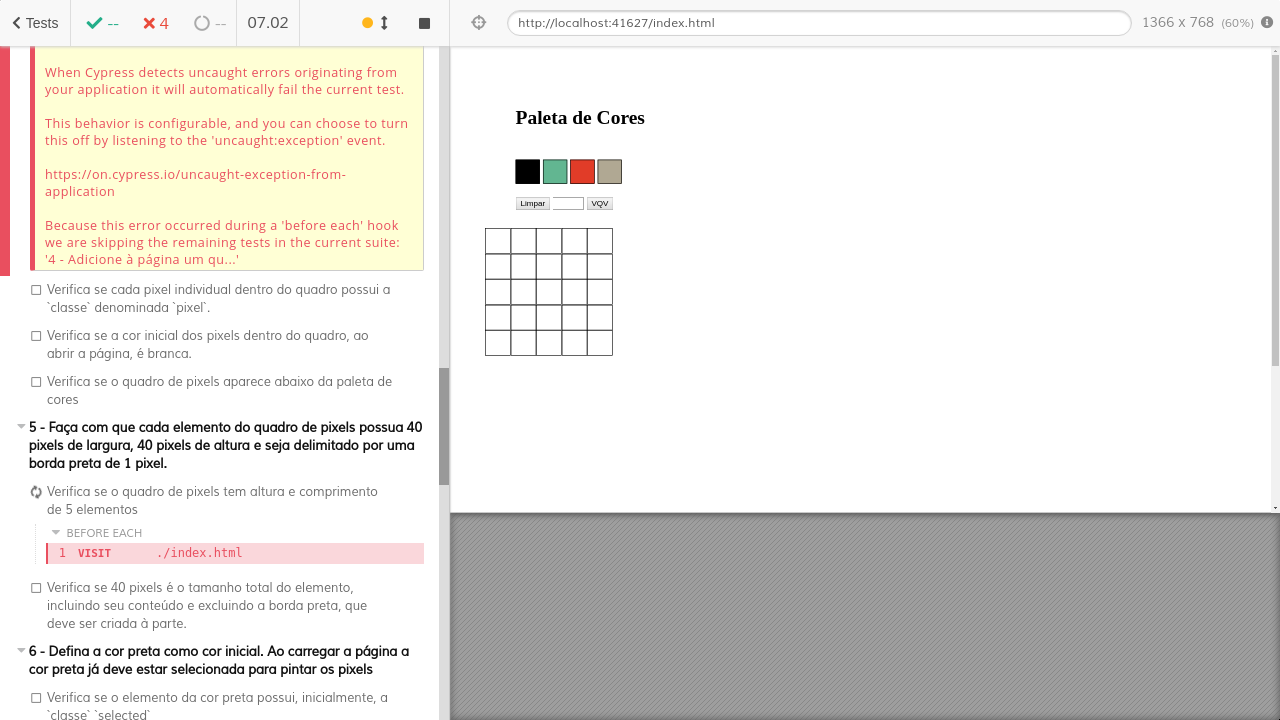 Tests
--
4
--
07.02
http://localhost:41627/index.html
1366 x 768 (60%)
When Cypress detects uncaught errors originating from
your application it will automatically fail the current test.
This behavior is configurable, and you can choose to turn
this off by listening to the 'uncaught:exception' event.
https://on.cypress.io/uncaught-exception-from-
application
Because this error occurred during a 'before each' hook
we are skipping the remaining tests in the current suite:
'4 - Adicione à página um qu...'
Verifica se cada pixel individual dentro do quadro possui a
`classe` denominada `pixel`.
Verifica se a cor inicial dos pixels dentro do quadro, ao
abrir a página, é branca.
Verifica se o quadro de pixels aparece abaixo da paleta de
cores
5 - Faça com que cada elemento do quadro de pixels possua 40
pixels de largura, 40 pixels de altura e seja delimitado por uma
borda preta de 1 pixel.
Verifica se o quadro de pixels tem altura e comprimento
de 5 elementos
BEFORE EACH
1 VISIT ./index.html
Verifica se 40 pixels é o tamanho total do elemento,
incluindo seu conteúdo e excluindo a borda preta, que
deve ser criada à parte.
6 - Defina a cor preta como cor inicial. Ao carregar a página a
cor preta já deve estar selecionada para pintar os pixels
Verifica se o elemento da cor preta possui, inicialmente, a
`classe` `selected`
Paleta de Cores
Limpar
VQV